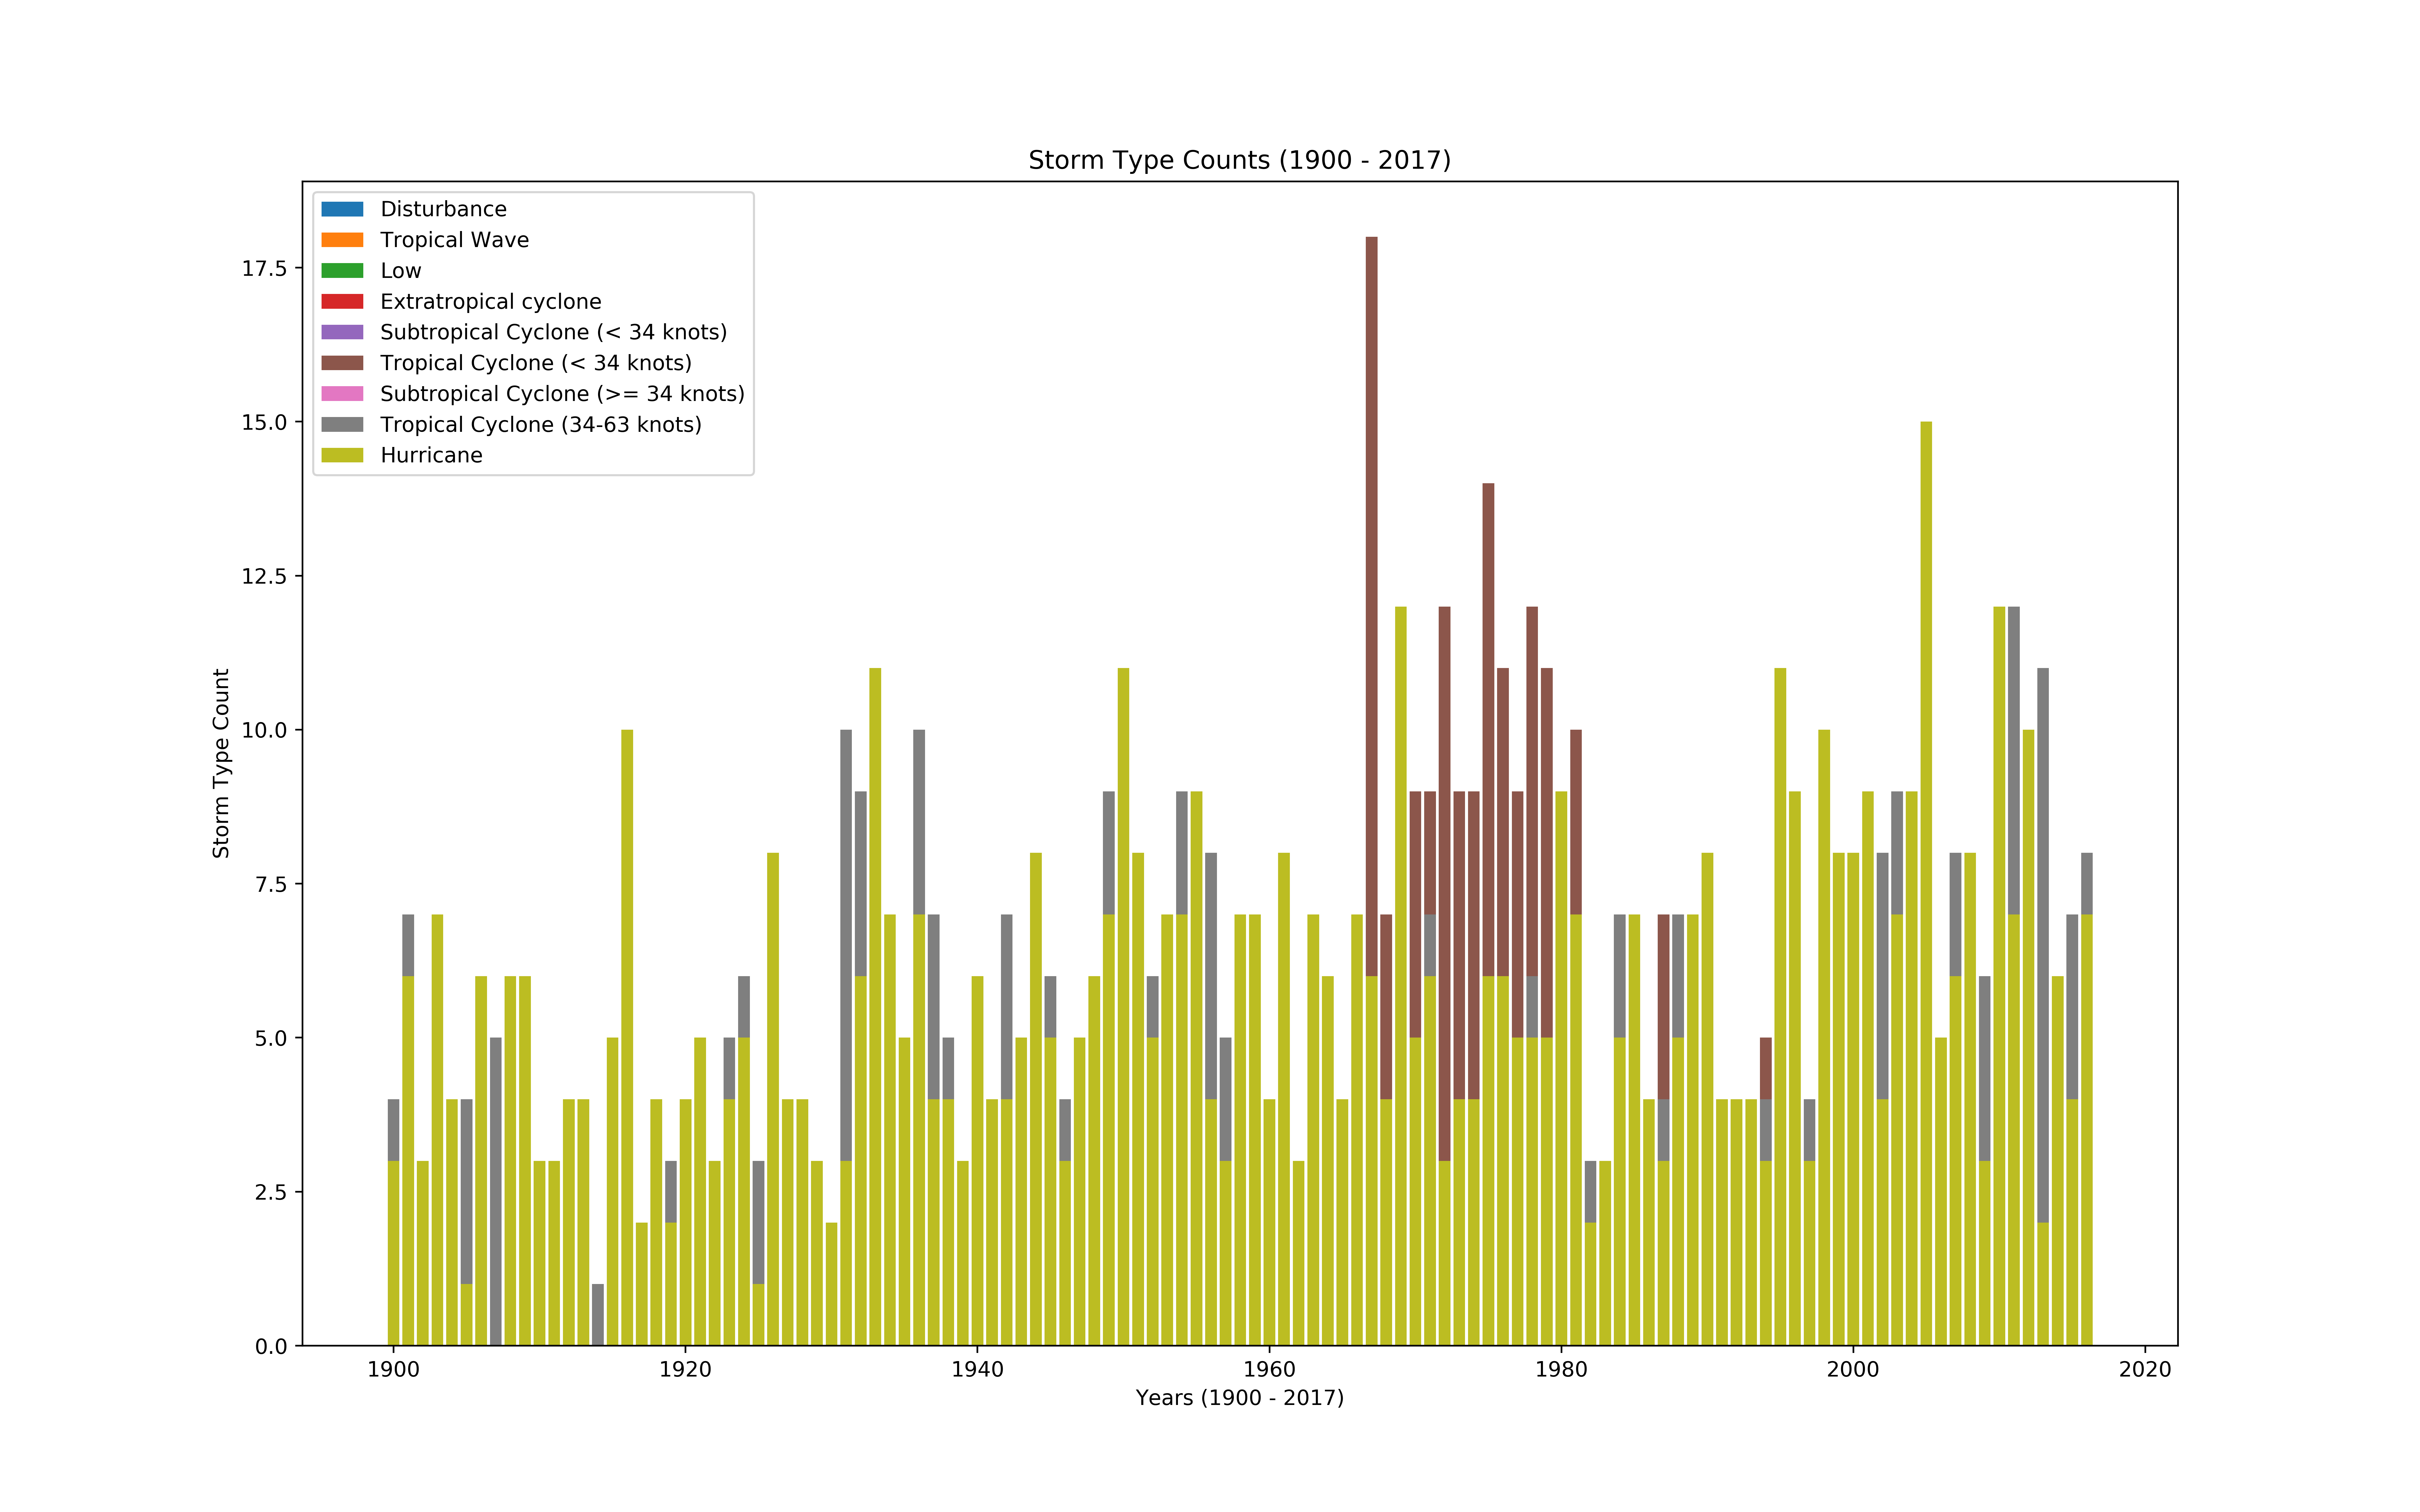 Storm Type Counts (1900 - 2017)
Disturbance
Tropical Wave
Low
Extratropical cyclone
Subtropical Cyclone (< 34 knots)
Tropical Cyclone (< 34 knots)
Subtropical Cyclone (>= 34 knots)
Tropical Cyclone (34-63 knots)
Hurricane
17.5
15.0
12.5
10.0
7.5
5.0
2.5
0.0
Storm Type Count
1900 1920 1940 1960 1980 2000 2020
Years (1900 - 2017)